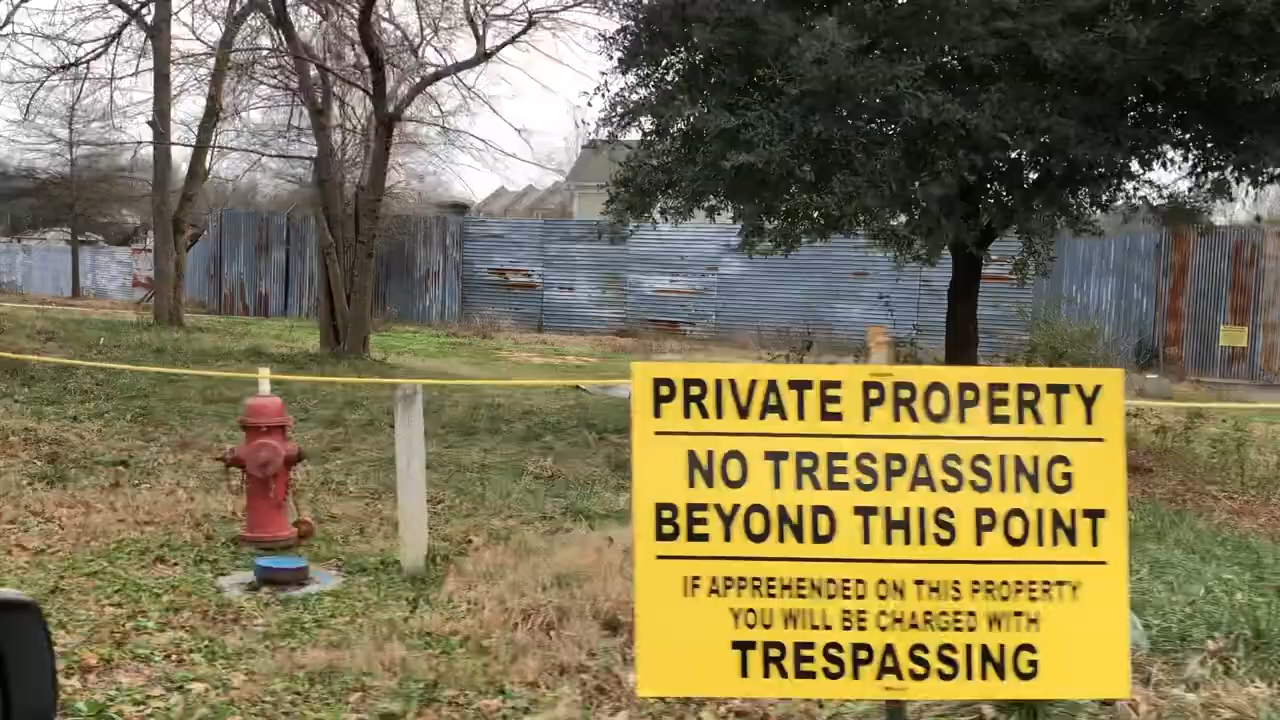 PRIVATE PROPERTY
NO TRESPASSING
BEYOND THIS POINT
IF APPREHENDED ON THIS PROPERTY
YOU WILL BE CHARGED WITH
TRESPASSING